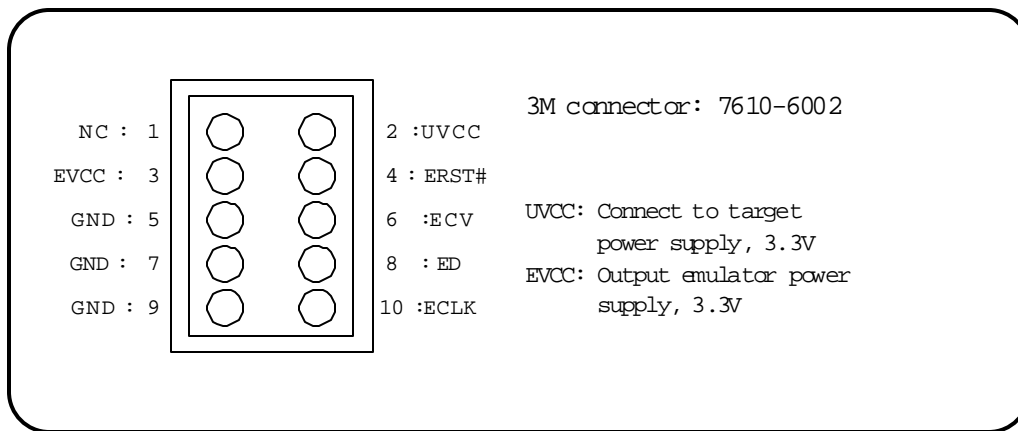 3M connector: 7610-6002
NC : 1 2 :UVCC
EVCC : 3 4 : ERST#
GND : 5 6 :ECV
GND : 7 8 : ED
GND : 9 10 :ECLK
UVCC: Connect to target
power supply, 3.3V
EVCC: Output emulator power
supply, 3.3V